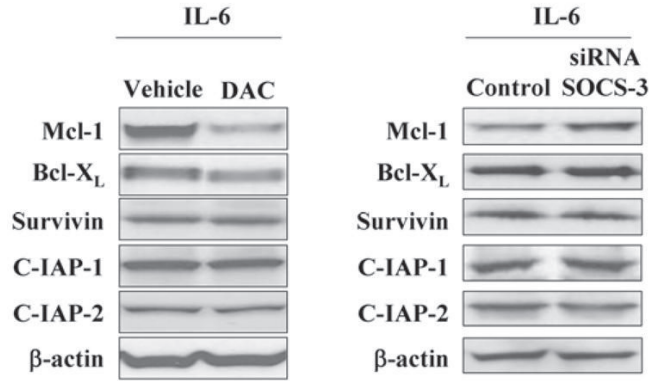 IL-6
Vehicle DAC
Mcl-1
Bcl-XL
Survivin
C-IAP-1
C-IAP-2
β-actin
IL-6
siRNA
Control SOCS-3
Mcl-1
Bcl-XL
Survivin
C-IAP-1
C-IAP-2
β-actin